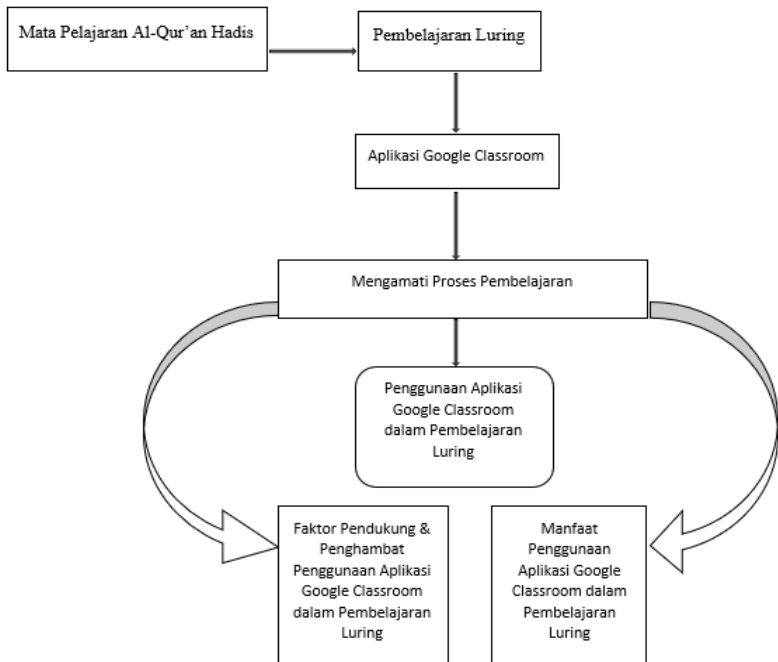 Mata Pelajaran Al-Qur’an Hadis
Pembelajaran Luring
Aplikasi Google Classroom
Mengamati Proses Pembelajaran
Penggunaan Aplikasi
Google Classroom
dalam Pembelajaran
Luring
Faktor Pendukung &
Penghambat
Penggunaan Aplikasi
Google Classroom
dalam Pembelajaran
Luring
Manfaat
Penggunaan
Aplikasi Google
Classroom dalam
Pembelajaran
Luring